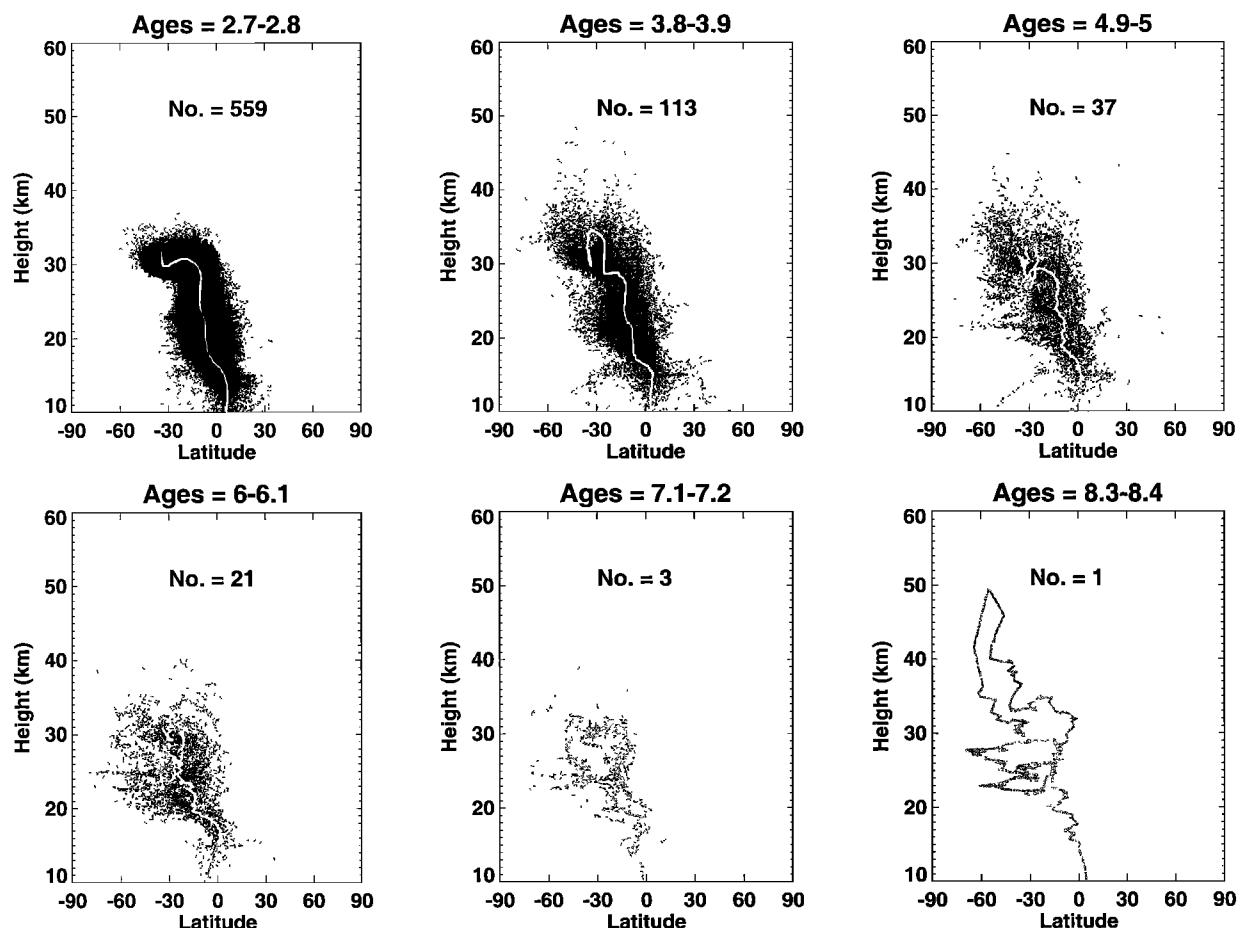 Ages = 2.7-2.8
Ages = 3.8-3.9
Ages = 4.9-5
60
50
40
30
20
10
No. = 559
Height (km)
-90 -60 -30 0 30 60 90
Latitude
60
50
40
30
20
10
No. = 113
Height (km)
-90 -60 -30 0 30 60 90
Latitude
60
50
40
30
20
10
No. = 37
Height (km)
-90 -60 -30 0 30 60 90
Latitude
Ages = 6-6.1
Ages = 7.1-7.2
Ages = 8.3-8.4
60
50
40
30
20
10
No. = 21
Height (km)
-90 -60 -30 0 30 60 90
Latitude
60
50
40
30
20
10
No. = 3
Height (km)
-90 -60 -30 0 30 60 90
Latitude
60
50
40
30
20
10
No. = 1
Height (km)
-90 -60 -30 0 30 60 90
Latitude